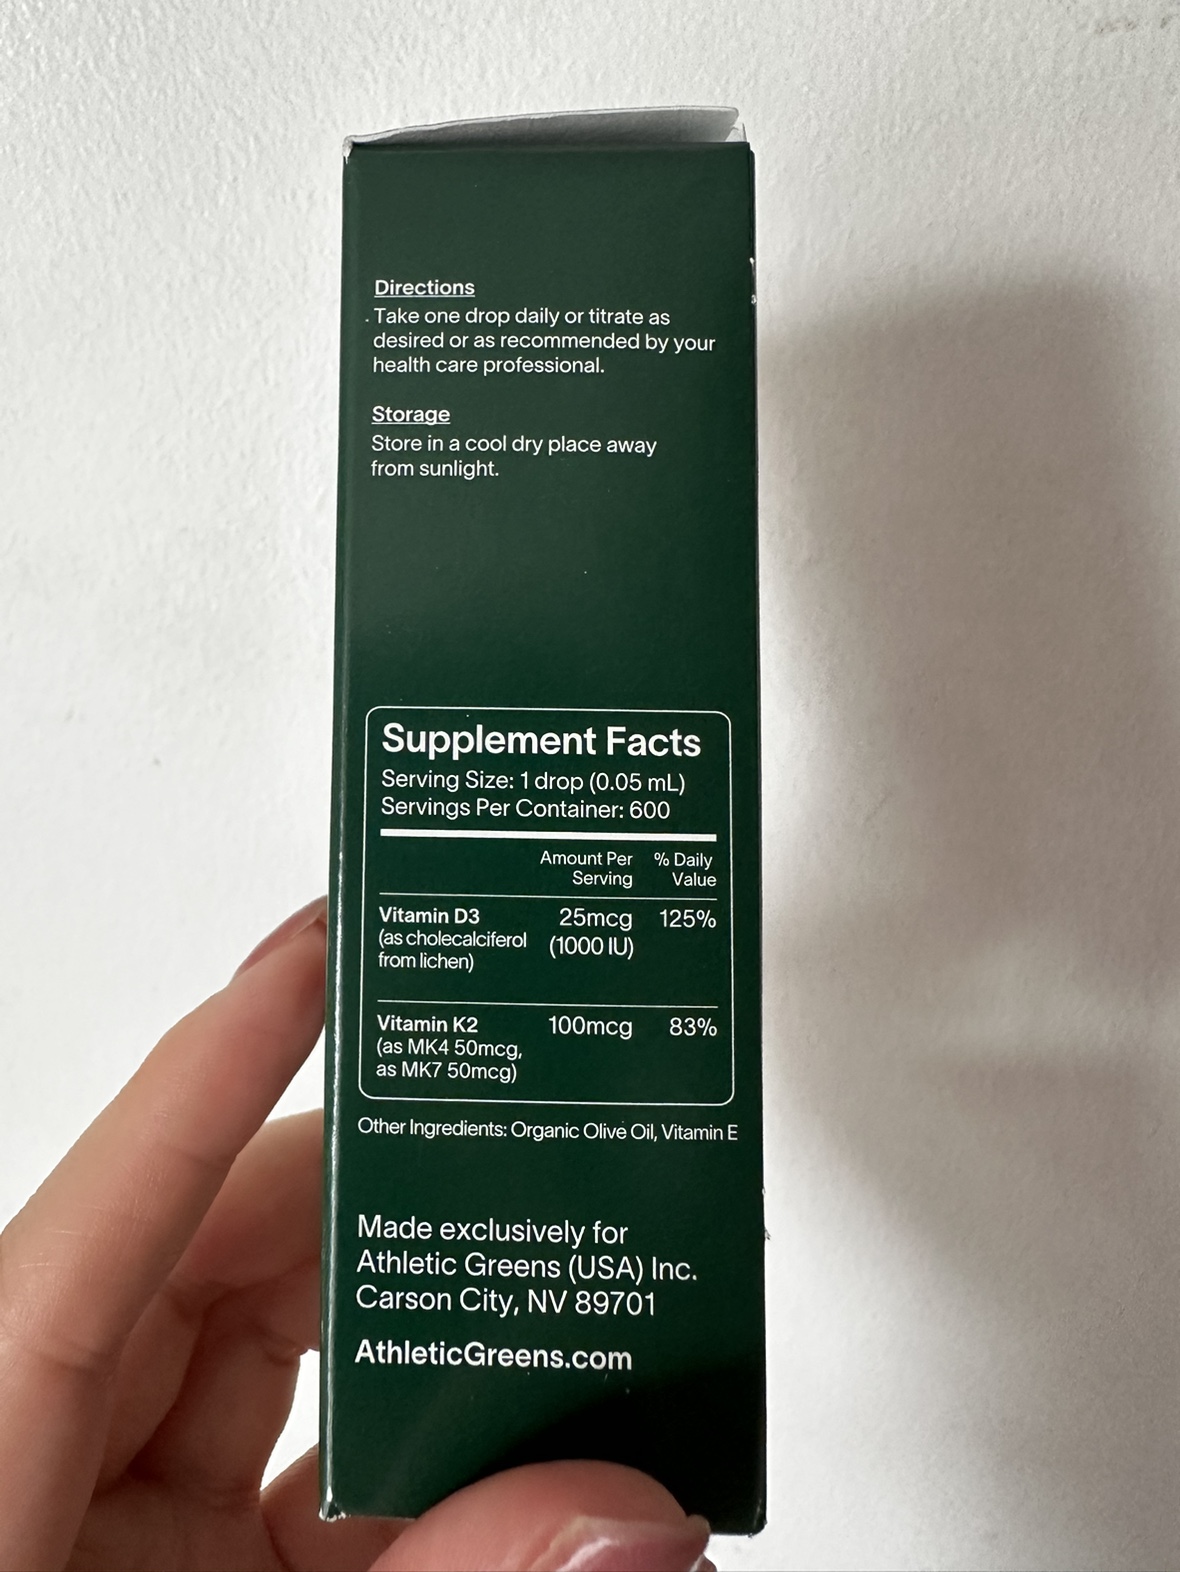 Directions
Take one drop daily or titrate as
desired or as recommended by your
health care professional.
Storage
Store in a cool dry place away
from sunlight.
Supplement Facts
Serving Size: 1 drop (0.05 mL)
Servings Per Container: 600
Amount Per Serving % Daily Value
Vitamin D3 25mcg 125%
(as cholecalciferol (1000 IU)
from lichen)
Vitamin K2 100mcg 83%
(as MK4 50mcg,
as MK7 50mcg)
Other Ingredients: Organic Olive Oil, Vitamin E
Made exclusively for
Athletic Greens (USA) Inc.
Carson City, NV 89701
AthleticGreens.com